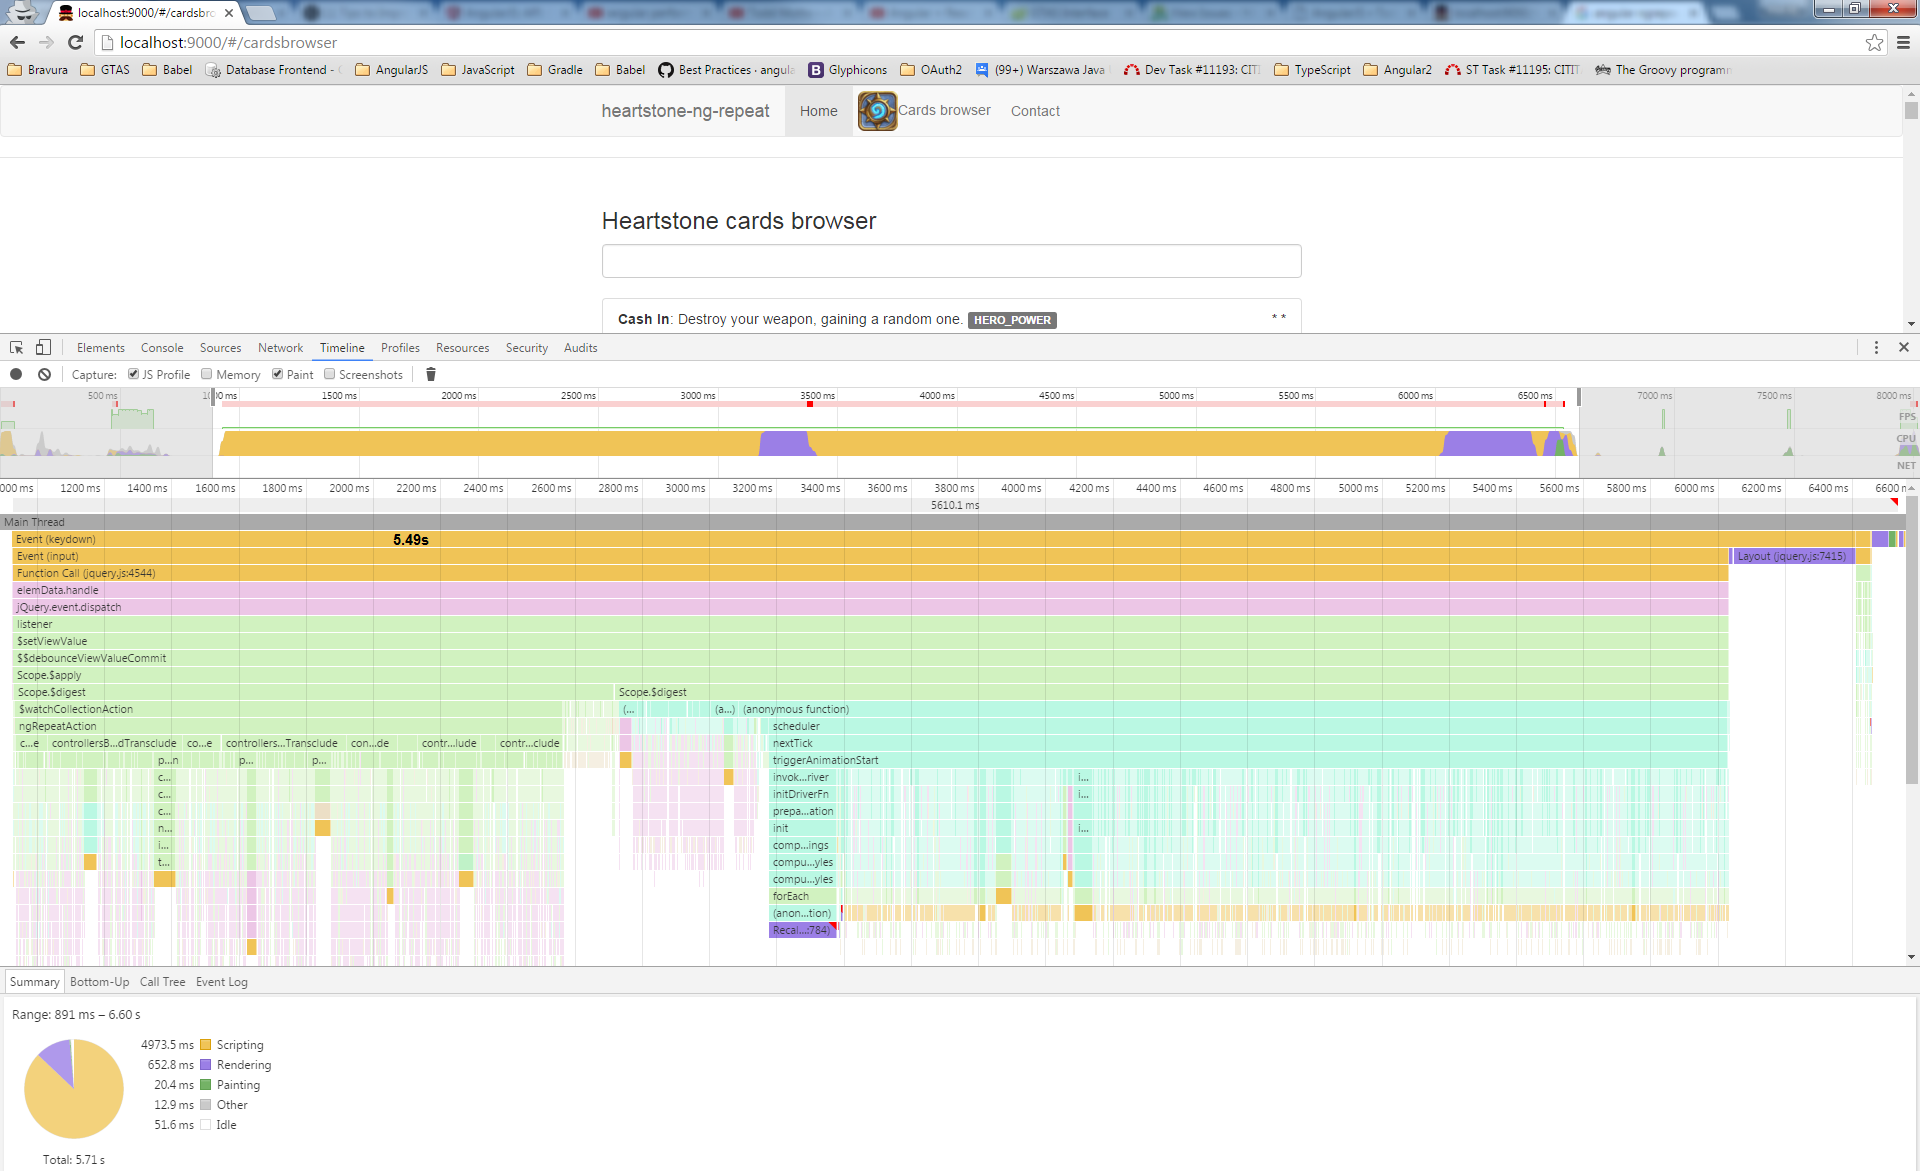 localhost:9000/#/cardsbro
localhost:9000/#/cardsbrowser
Bravura GTAS Babel Database Frontend - AngularJS JavaScript Gradle Babel Best Practices · angula Glyphicons OAuth2 (99+) Warszawa Java Dev Task #11193: CITI TypeScript Angular2 ST Task #11195: CITIT The Groovy programm
heartstone-ng-repeat Home Cards browser Contact
Heartstone cards browser
Cash In: Destroy your weapon, gaining a random one. HERO_POWER * *
Elements Console Sources Network Timeline Profiles Resources Security Audits
Capture: JS Profile Memory Paint Screenshots
500 ms 1500 ms 2000 ms 2500 ms 3000 ms 3500 ms 4000 ms 4500 ms 5000 ms 5500 ms 6000 ms 6500 ms 7000 ms 7500 ms 8000 ms
FPS
CPU
NET
000 ms 1200 ms 1400 ms 1600 ms 1800 ms 2000 ms 2200 ms 2400 ms 2600 ms 2800 ms 3000 ms 3200 ms 3400 ms 3600 ms 3800 ms 4000 ms 4200 ms 4400 ms 4600 ms 4800 ms 5000 ms 5200 ms 5400 ms 5600 ms 5800 ms 6000 ms 6200 ms 6400 ms 6600 m
5610.1 ms
Main Thread
Event (keydown) 5.49s
Event (input) Layout (jquery.js:7415)
Function Call (jquery.js:4544)
elemData.handle
jQuery.event.dispatch
listener
$setViewValue
$$debounceViewValueCommit
Scope.$apply
Scope.$digest Scope.$digest
$watchCollectionAction (... (a...) (anonymous function)
ngRepeatAction scheduler
c...e controllersB...dTransclude co...e controllers...Transclude con...de contr...lude contr...clude nextTick
p...n p... p... triggerAnimationStart
c... invok...river i...
c... initDriverFn i...
c... prepa...ation
n... init i...
i... comp...ings
t... compu...yles
compu...yles
forEach
(anon...tion)
Recal...:784)
Summary Bottom-Up Call Tree Event Log
Range: 891 ms – 6.60 s
4973.5 ms Scripting
652.8 ms Rendering
20.4 ms Painting
12.9 ms Other
51.6 ms Idle
Total: 5.71 s